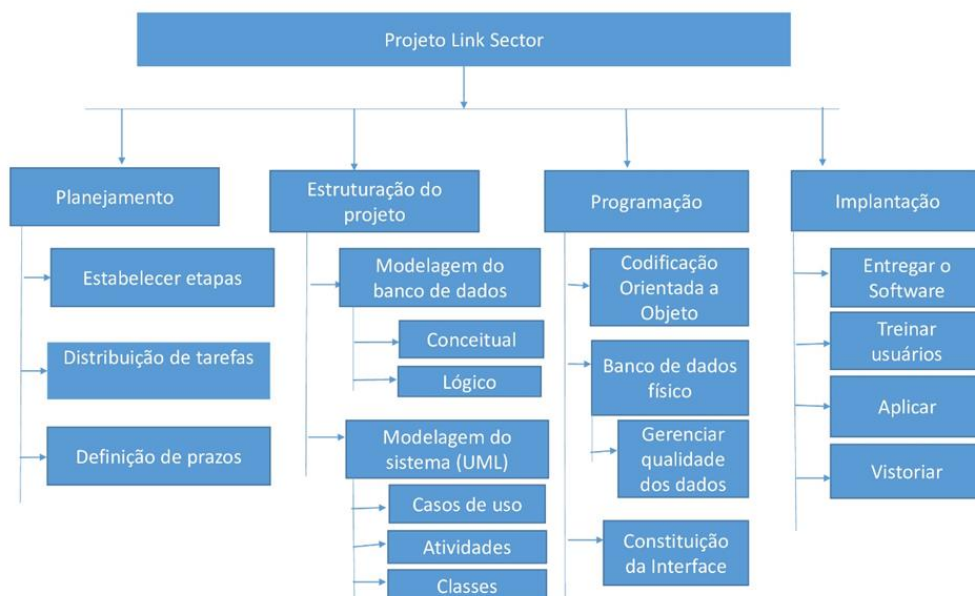 Projeto Link Sector
Planejamento
Estabelecer etapas
Distribuição de tarefas
Definição de prazos
Estruturação do
projeto
Modelagem do
banco de dados
Conceitual
Lógico
Modelagem do
sistema (UML)
Casos de uso
Atividades
Classes
Programação
Codificação
Orientada a
Objeto
Banco de dados
físico
Gerenciar
qualidade
dos dados
Constituição
da Interface
Implantação
Entregar o
Software
Treinar
usuários
Aplicar
Vistoriar